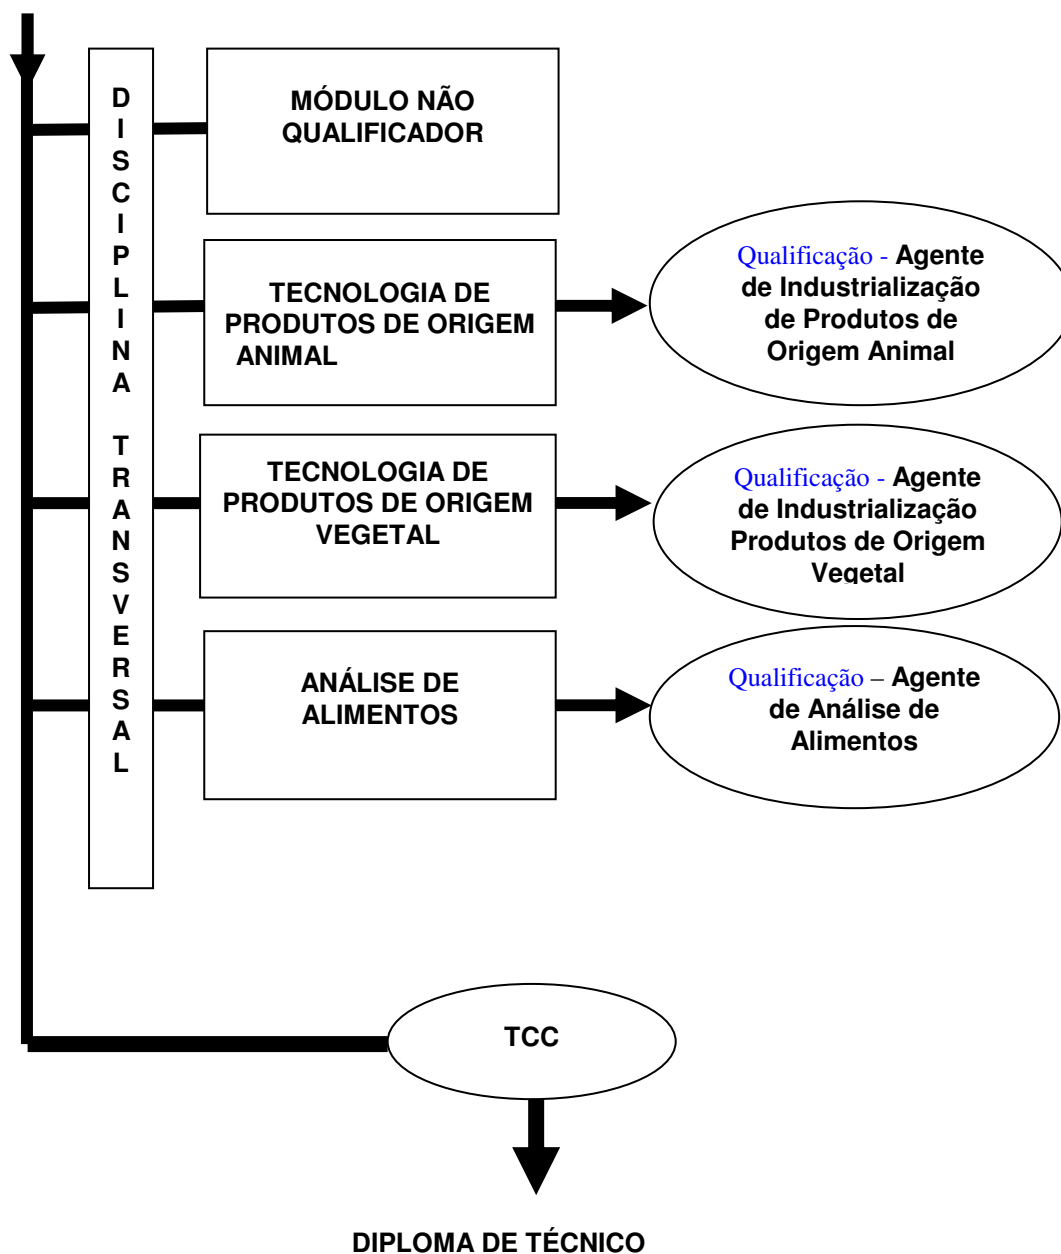 DISCIPLINA TRANSVERSAL
MÓDULO NÃO
QUALIFICADOR
TECNOLOGIA DE
PRODUTOS DE ORIGEM
ANIMAL
Qualificação - Agente
de Industrialização
de Produtos de
Origem Animal
TECNOLOGIA DE
PRODUTOS DE ORIGEM
VEGETAL
Qualificação - Agente
de Industrialização
Produtos de Origem
Vegetal
ANÁLISE DE
ALIMENTOS
Qualificação – Agente
de Análise de
Alimentos
TCC
DIPLOMA DE TÉCNICO